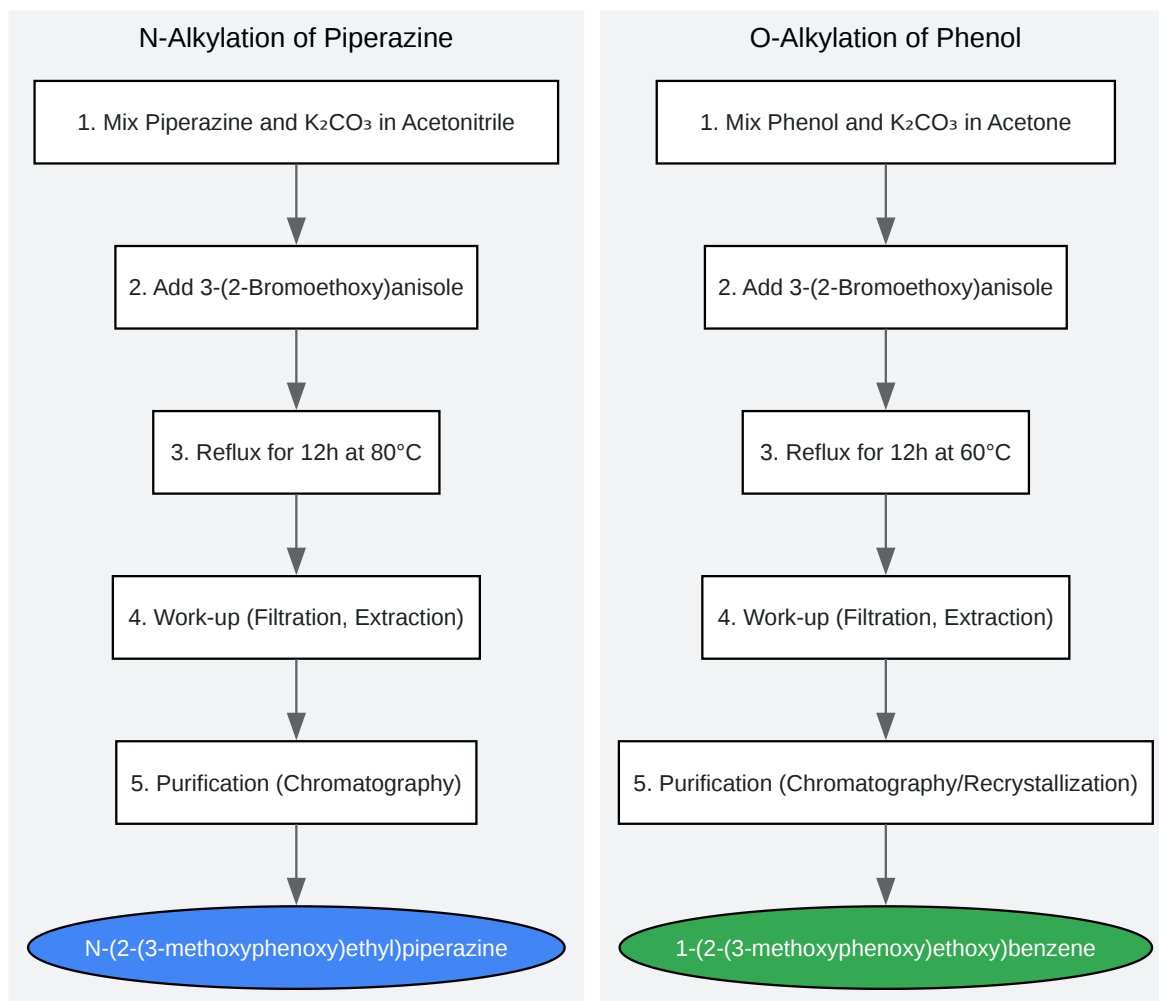 N-Alkylation of Piperazine
1. Mix Piperazine and K₂CO₃ in Acetonitrile
2. Add 3-(2-Bromoethoxy)anisole
3. Reflux for 12h at 80°C
4. Work-up (Filtration, Extraction)
5. Purification (Chromatography)
N-(2-(3-methoxyphenoxy)ethyl)piperazine
O-Alkylation of Phenol
1. Mix Phenol and K₂CO₃ in Acetone
2. Add 3-(2-Bromoethoxy)anisole
3. Reflux for 12h at 60°C
4. Work-up (Filtration, Extraction)
5. Purification (Chromatography/Recrystallization)
1-(2-(3-methoxyphenoxy)ethoxy)benzene